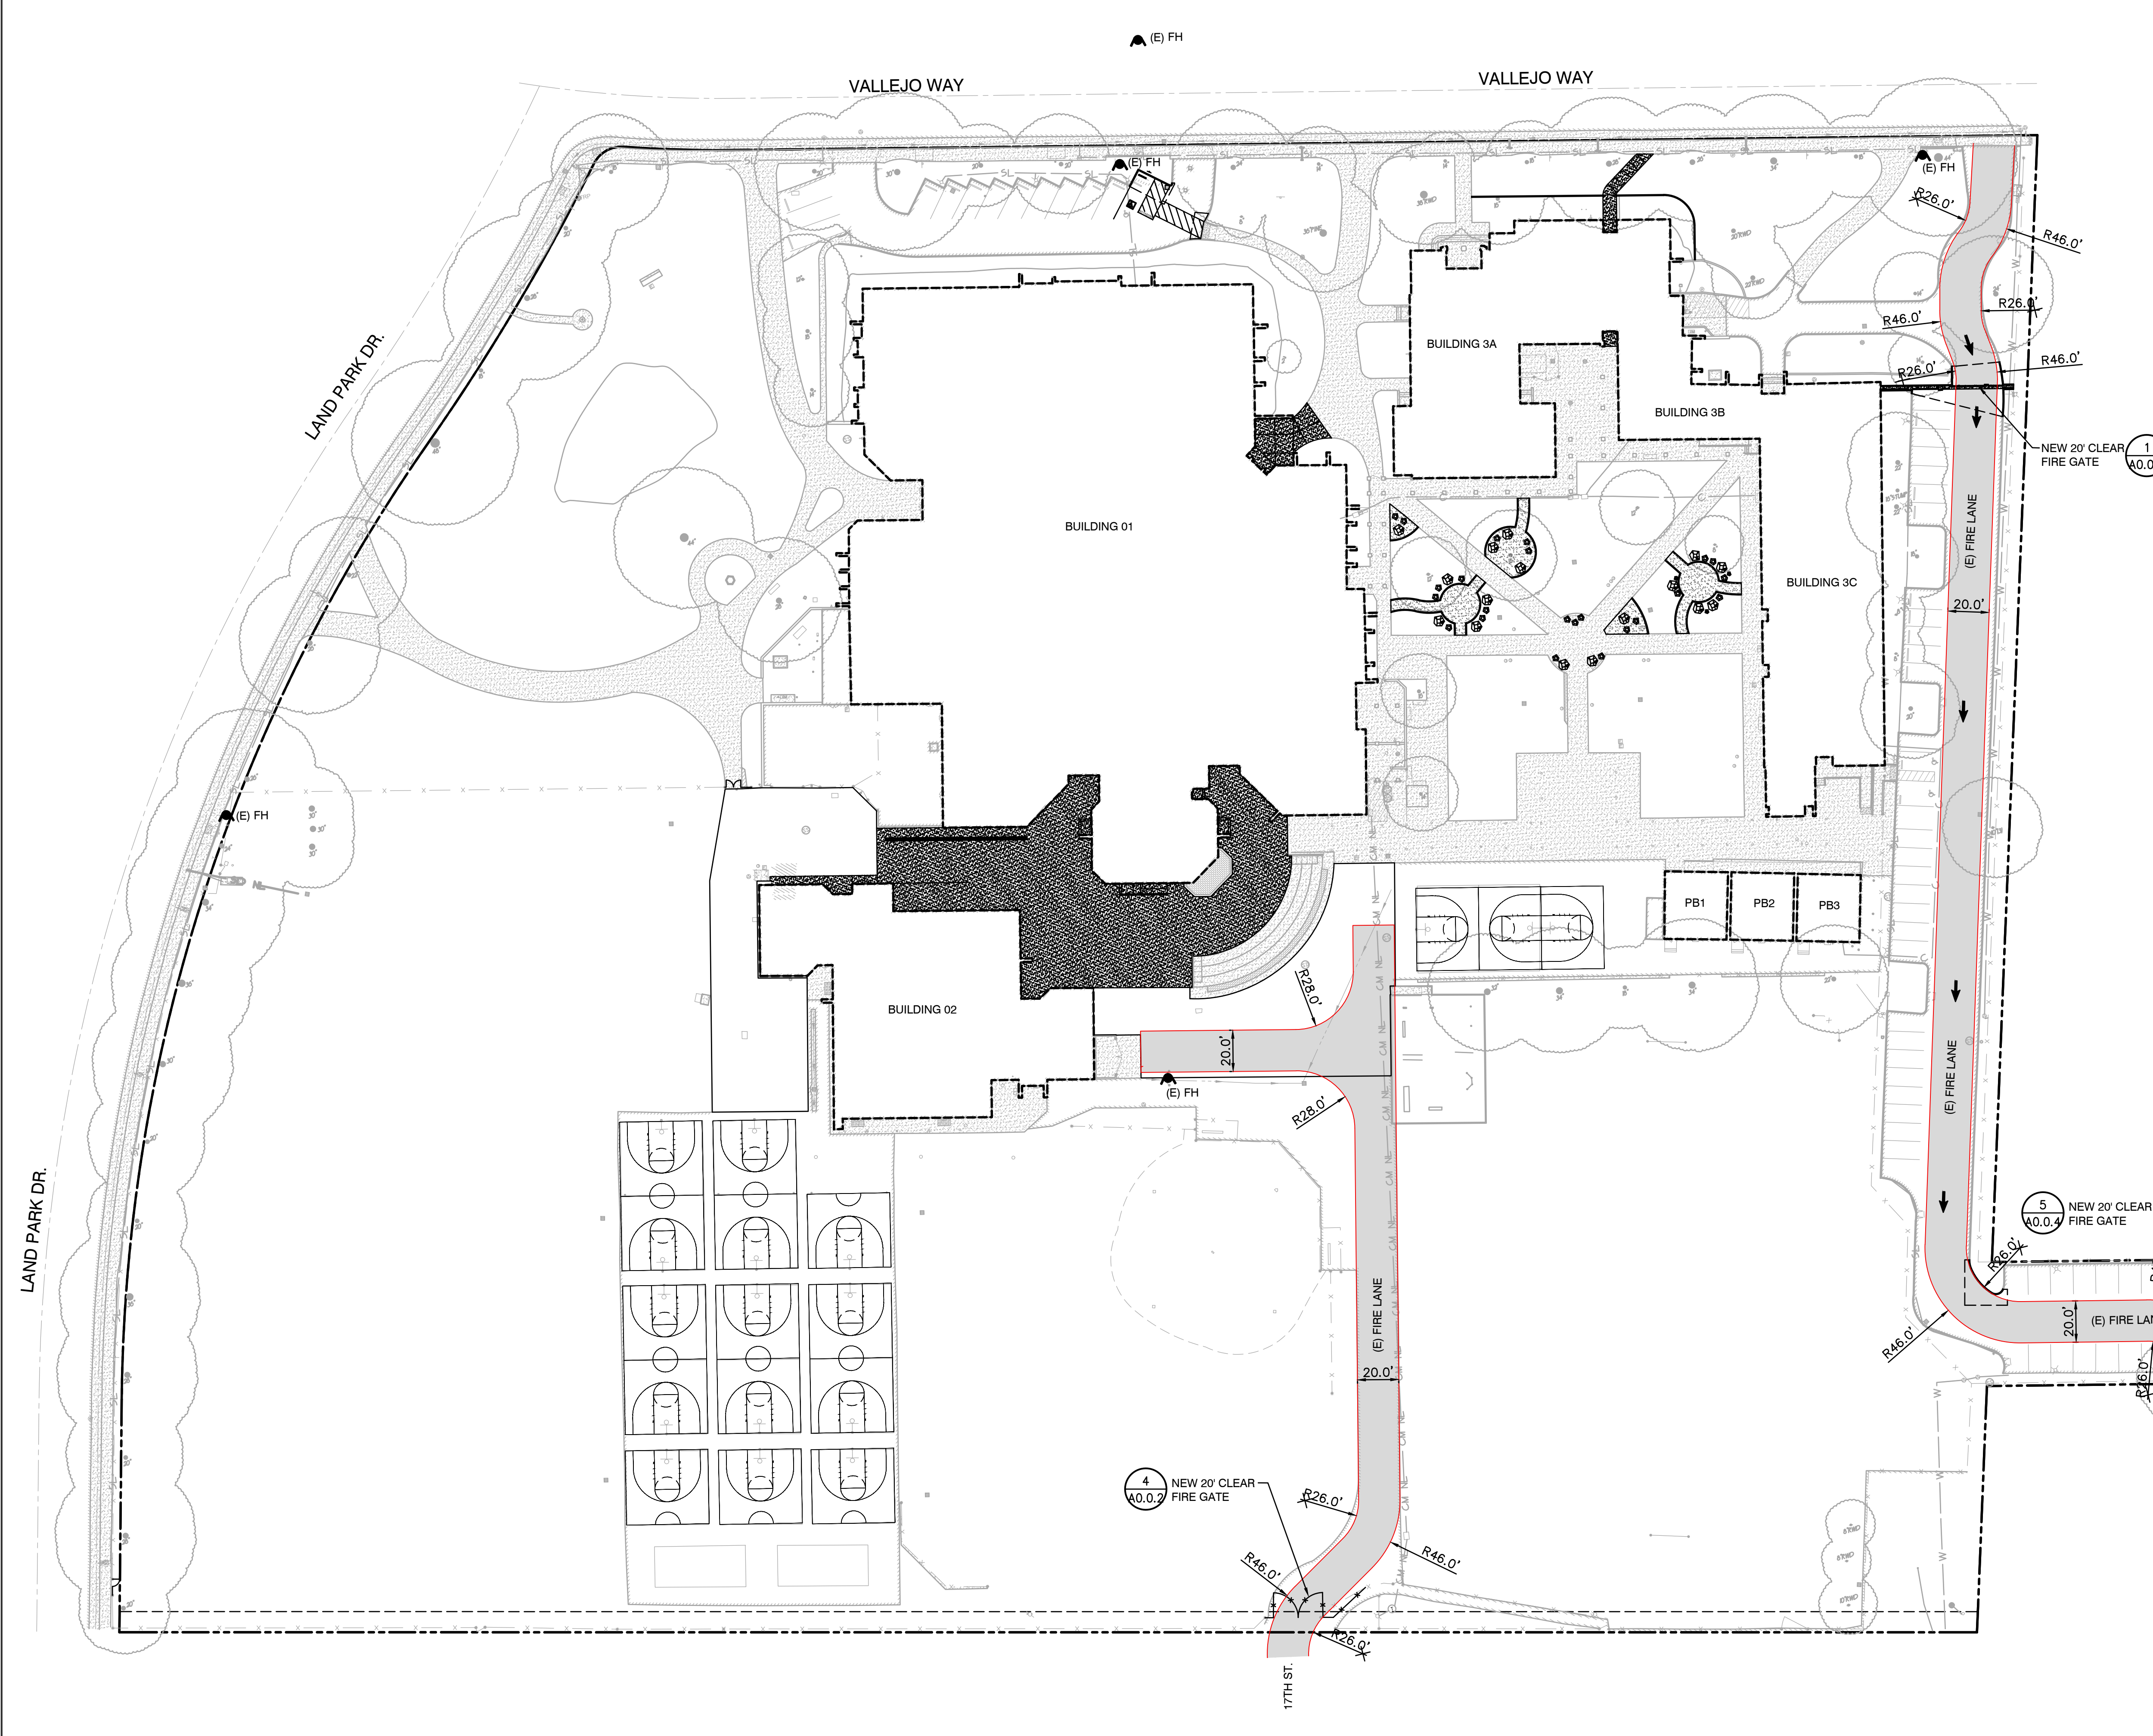 (E) FH
VALLEJO WAY
VALLEJO WAY
(E) FH
(E) FH
R26.0'
R46.0'
R26.0'
R46.0'
R46.0'
R26.0'
LAND PARK DR.
BUILDING 3A
BUILDING 3B
NEW 20' CLEAR
FIRE GATE
1
BUILDING 01
(E) FIRE LANE
BUILDING 3C
20.0'
(E) FH
PB1
PB2
PB3
R28.0'
BUILDING 02
20.0'
(E) FH
R28.0'
(E) FIRE LANE
LAND PARK DR.
5
A0.0.4
NEW 20' CLEAR
FIRE GATE
R26.0'
(E) FIRE LANE
20.0'
R46.0'
20.0'
(E) FIRE LAN
R26.0'
4
A0.0.2
NEW 20' CLEAR
FIRE GATE
R26.0'
R46.0'
R46.0'
R26.0'
17TH ST.